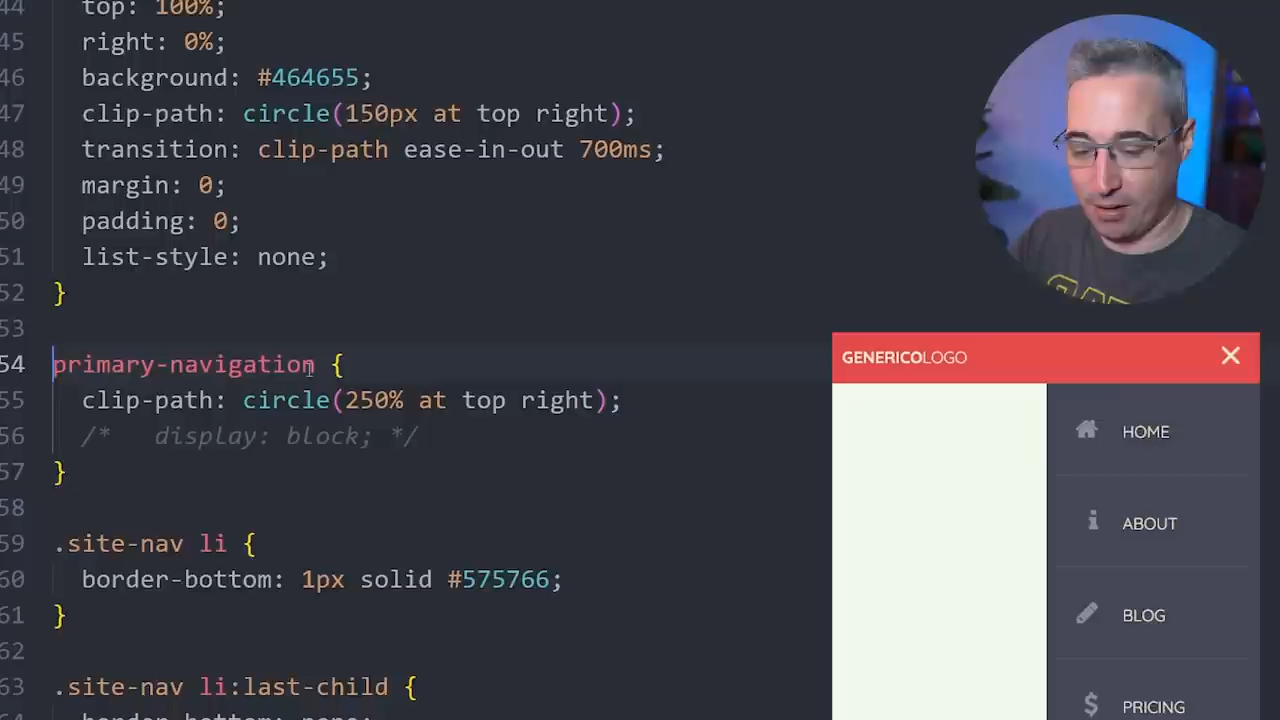 44 top: 100%;
45 right: 0%;
46 background: #464655;
47 clip-path: circle(150px at top right);
48 transition: clip-path ease-in-out 700ms;
49 margin: 0;
50 padding: 0;
51 list-style: none;
52 }
53
54 primary-navigation {
55 clip-path: circle(250% at top right);
56 /*   display: block; */
57 }
58
59 .site-nav li {
60 border-bottom: 1px solid #575766;
61 }
62
63 .site-nav li:last-child {
64 border-bottom: none;
GENERICOLOGO
HOME
ABOUT
BLOG
PRICING